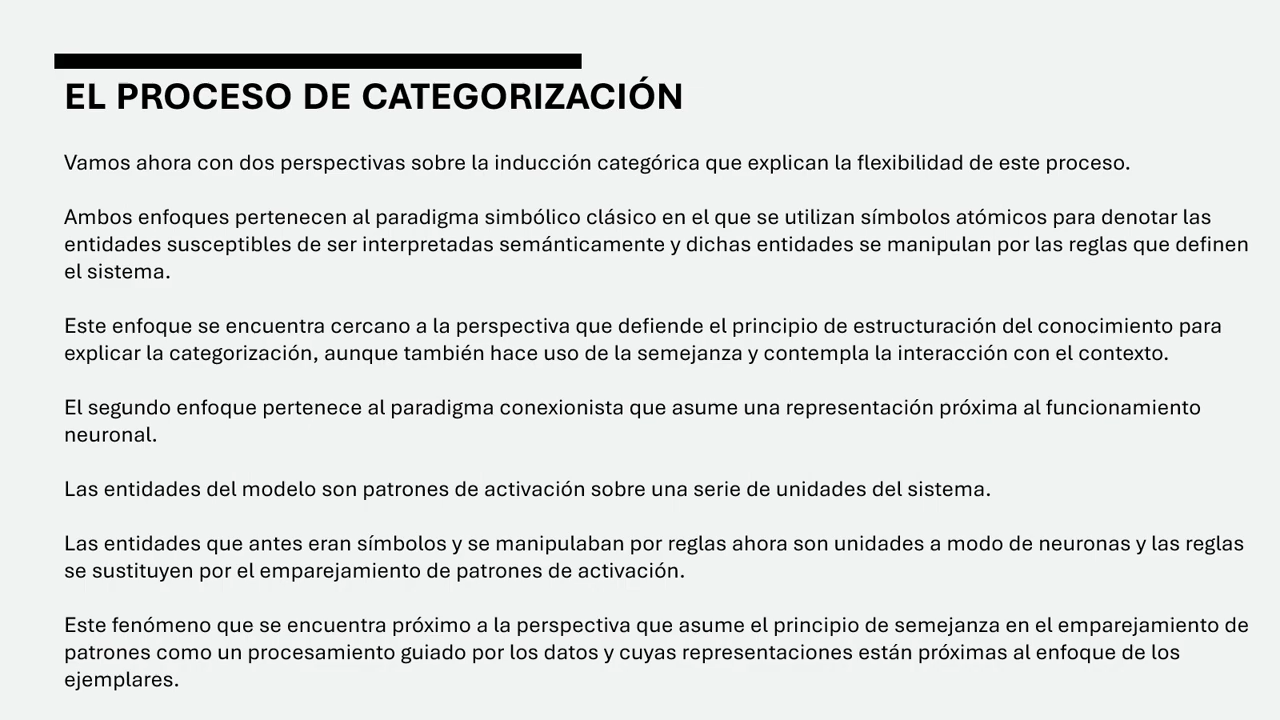 EL PROCESO DE CATEGORIZACIÓN
Vamos ahora con dos perspectivas sobre la inducción categórica que explican la flexibilidad de este proceso.
Ambos enfoques pertenecen al paradigma simbólico clásico en el que se utilizan símbolos atómicos para denotar las
entidades susceptibles de ser interpretadas semánticamente y dichas entidades se manipulan por las reglas que definen
el sistema.
Este enfoque se encuentra cercano a la perspectiva que defiende el principio de estructuración del conocimiento para
explicar la categorización, aunque también hace uso de la semejanza y contempla la interacción con el contexto.
El segundo enfoque pertenece al paradigma conexionista que asume una representación próxima al funcionamiento
neuronal.
Las entidades del modelo son patrones de activación sobre una serie de unidades del sistema.
Las entidades que antes eran símbolos y se manipulaban por reglas ahora son unidades a modo de neuronas y las reglas
se sustituyen por el emparejamiento de patrones de activación.
Este fenómeno que se encuentra próximo a la perspectiva que asume el principio de semejanza en el emparejamiento de
patrones como un procesamiento guiado por los datos y cuyas representaciones están próximas al enfoque de los
ejemplares.